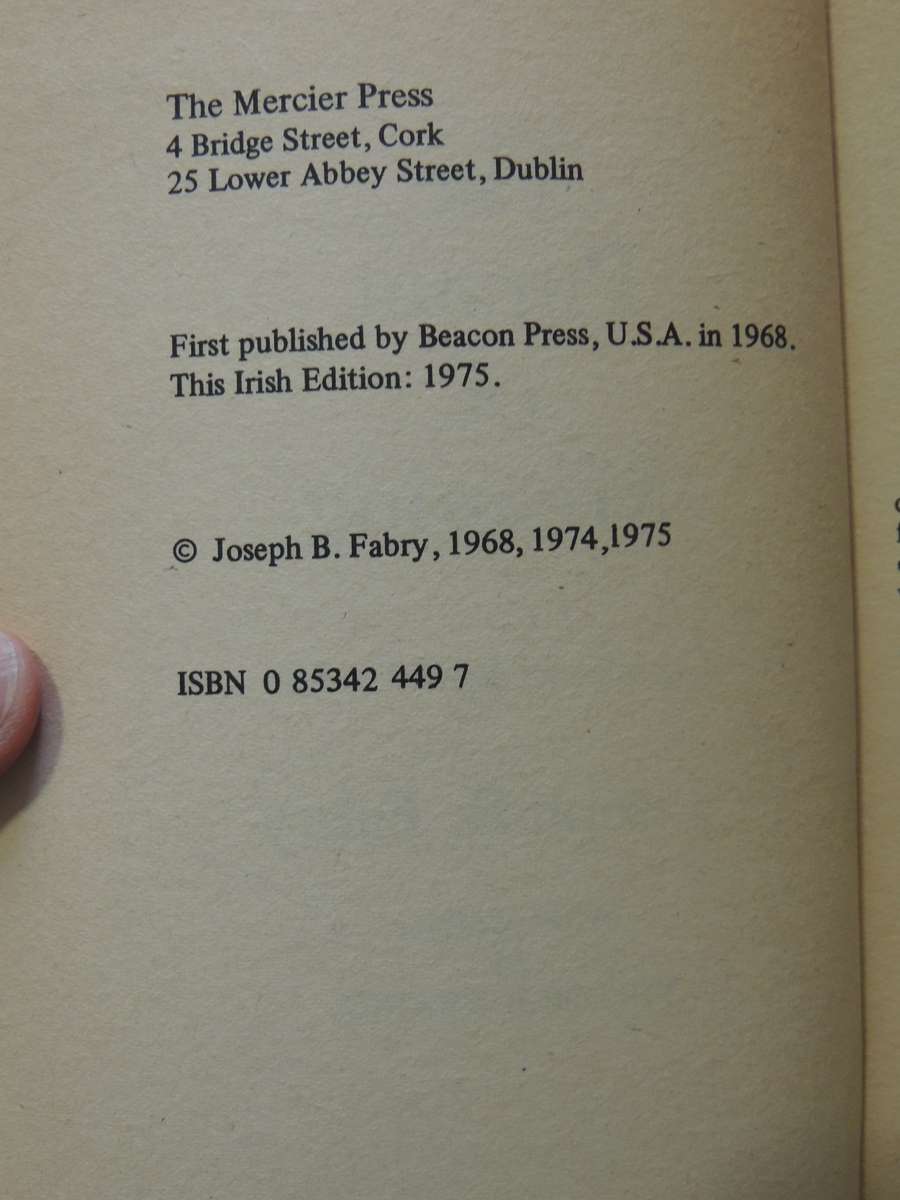 The Mercier Press
4 Bridge Street, Cork
25 Lower Abbey Street, Dublin
First published by Beacon Press, U.S.A. in 1968.
This Irish Edition: 1975.
© Joseph B. Fabry, 1968, 1974,1975
ISBN 0 85342 449 7